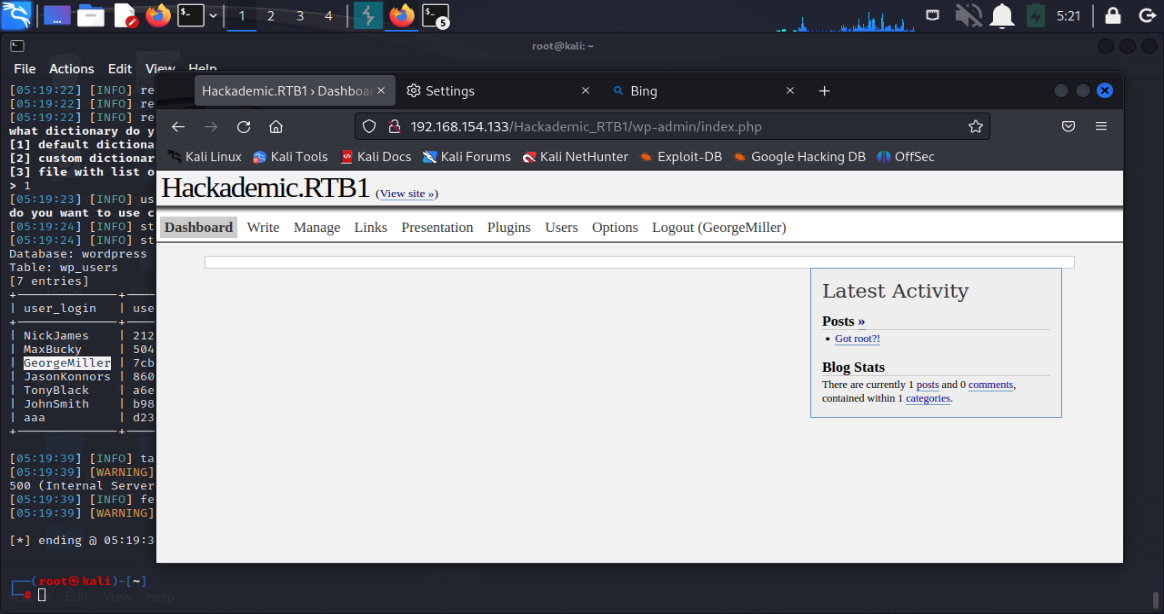 1 2 3 4 5 5:21
root@kali: ~
File Actions Edit View Help
Hackademic.RTB1 › Dashboa
Settings
Bing
192.168.154.133/Hackademic_RTB1/wp-admin/index.php
Kali Linux Kali Tools Kali Docs Kali Forums Kali NetHunter Exploit-DB Google Hacking DB OffSec
Hackademic.RTB1 (View site »)
Dashboard Write Manage Links Presentation Plugins Users Options Logout (GeorgeMiller)
Latest Activity
Posts »
Got root?!
Blog Stats
There are currently 1 posts and 0 comments,
contained within 1 categories.
[05:19:22] [INFO] re
[05:19:22] [INFO] re
[05:19:22] [INFO] re
what dictionary do y
[1] default dictiona
[2] custom dictionar
[3] file with list o
> 1
[05:19:23] [INFO] us
do you want to use c
[05:19:24] [INFO] st
[05:19:24] [INFO] st
Database: wordpress
Table: wp_users
[7 entries]
| user_login | use
| NickJames | 212
| MaxBucky | 504
| GeorgeMiller | 7cb
| JasonKonnors | 860
| TonyBlack | a6e
| JohnSmith | b98
| aaa | d23
[05:19:39] [INFO] ta
[05:19:39] [WARNING]
500 (Internal Server
[05:19:39] [INFO] fe
[05:19:39] [WARNING]
[*] ending @ 05:19:3
(root㉿kali)-[~]
#
Edit View Help